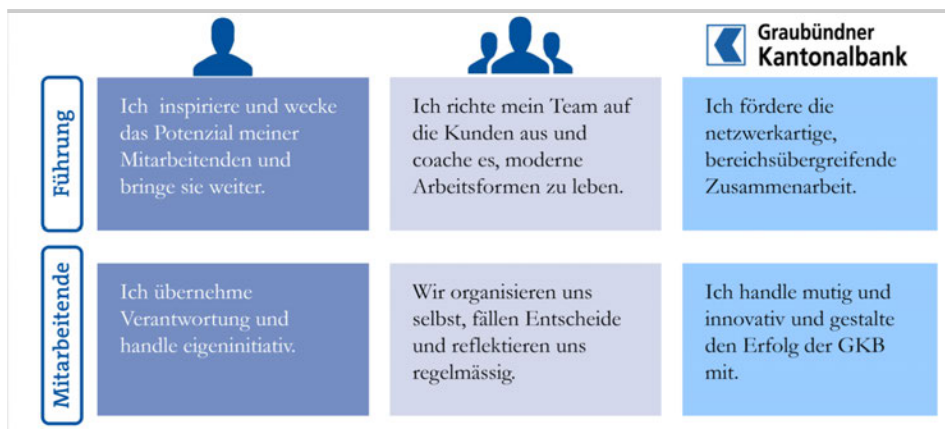 Graubündner
Kantonalbank
Führung
Ich inspiriere und wecke
das Potenzial meiner
Mitarbeitenden und
bringe sie weiter.
Ich richte mein Team auf
die Kunden aus und
coache es, moderne
Arbeitsformen zu leben.
Ich fördere die
netzwerkartige,
bereichsübergreifende
Zusammenarbeit.
Mitarbeitende
Ich übernehme
Verantwortung und
handle eigeninitiativ.
Wir organisieren uns
selbst, fällen Entscheide
und reflektieren uns
regelmässig.
Ich handle mutig und
innovativ und gestalte
den Erfolg der GKB
mit.